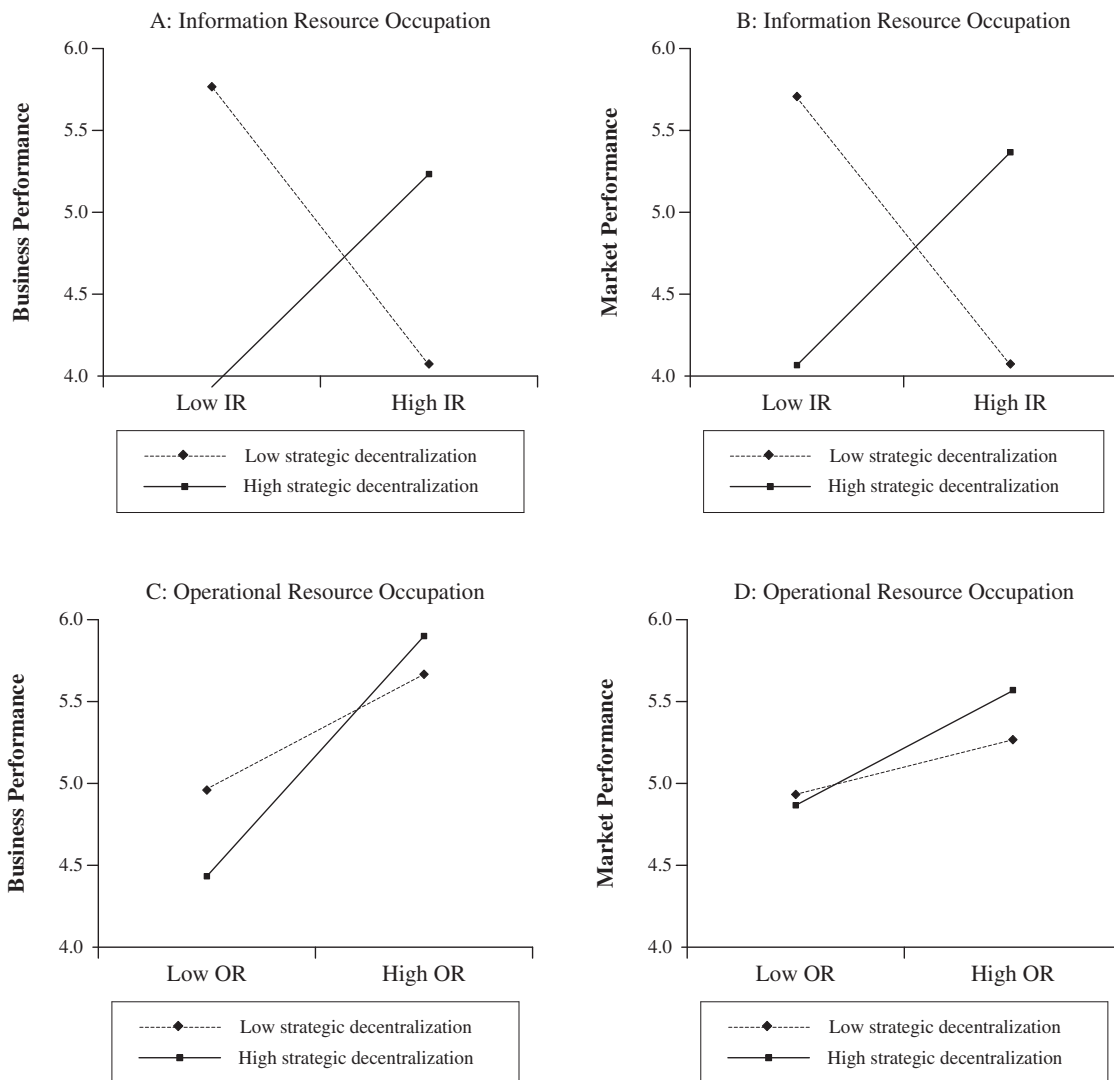 A: Information Resource Occupation
Business Performance
6.0
5.5
5.0
4.5
4.0
Low IR
High IR
Low strategic decentralization
High strategic decentralization
B: Information Resource Occupation
Market Performance
6.0
5.5
5.0
4.5
4.0
Low IR
High IR
Low strategic decentralization
High strategic decentralization
C: Operational Resource Occupation
Business Performance
6.0
5.5
5.0
4.5
4.0
Low OR
High OR
Low strategic decentralization
High strategic decentralization
D: Operational Resource Occupation
Market Performance
6.0
5.5
5.0
4.5
4.0
Low OR
High OR
Low strategic decentralization
High strategic decentralization